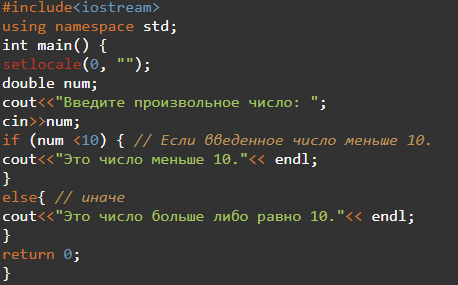 #include<iostream>
using namespace std;
int main() {
setlocale(0, "");
double num;
cout<<"Введите произвольное число: ";
cin>>num;
if (num <10) { // Если введенное число меньше 10.
cout<<"Это число меньше 10."<< endl;
}
else{ // иначе
cout<<"Это число больше либо равно 10."<< endl;
}
return 0;
}